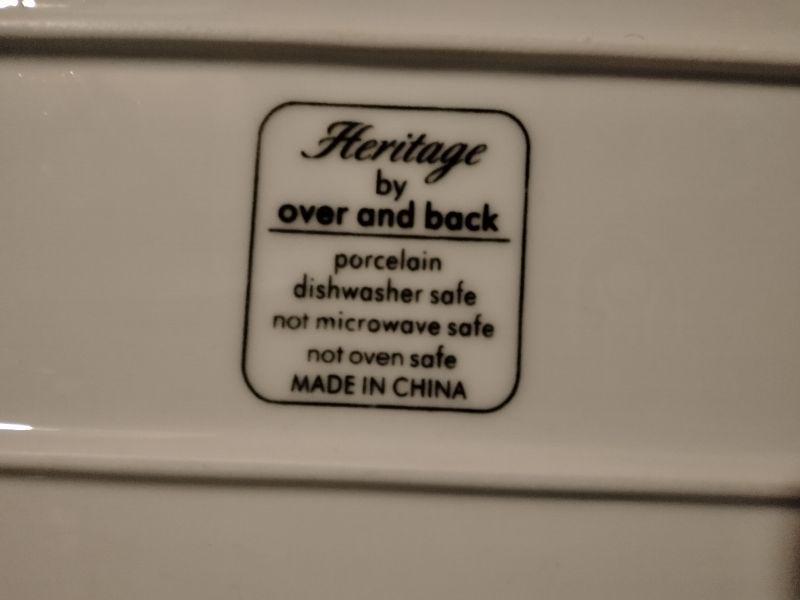 Heritage
by
over and back
porcelain
dishwasher safe
not microwave safe
not oven safe
MADE IN CHINA